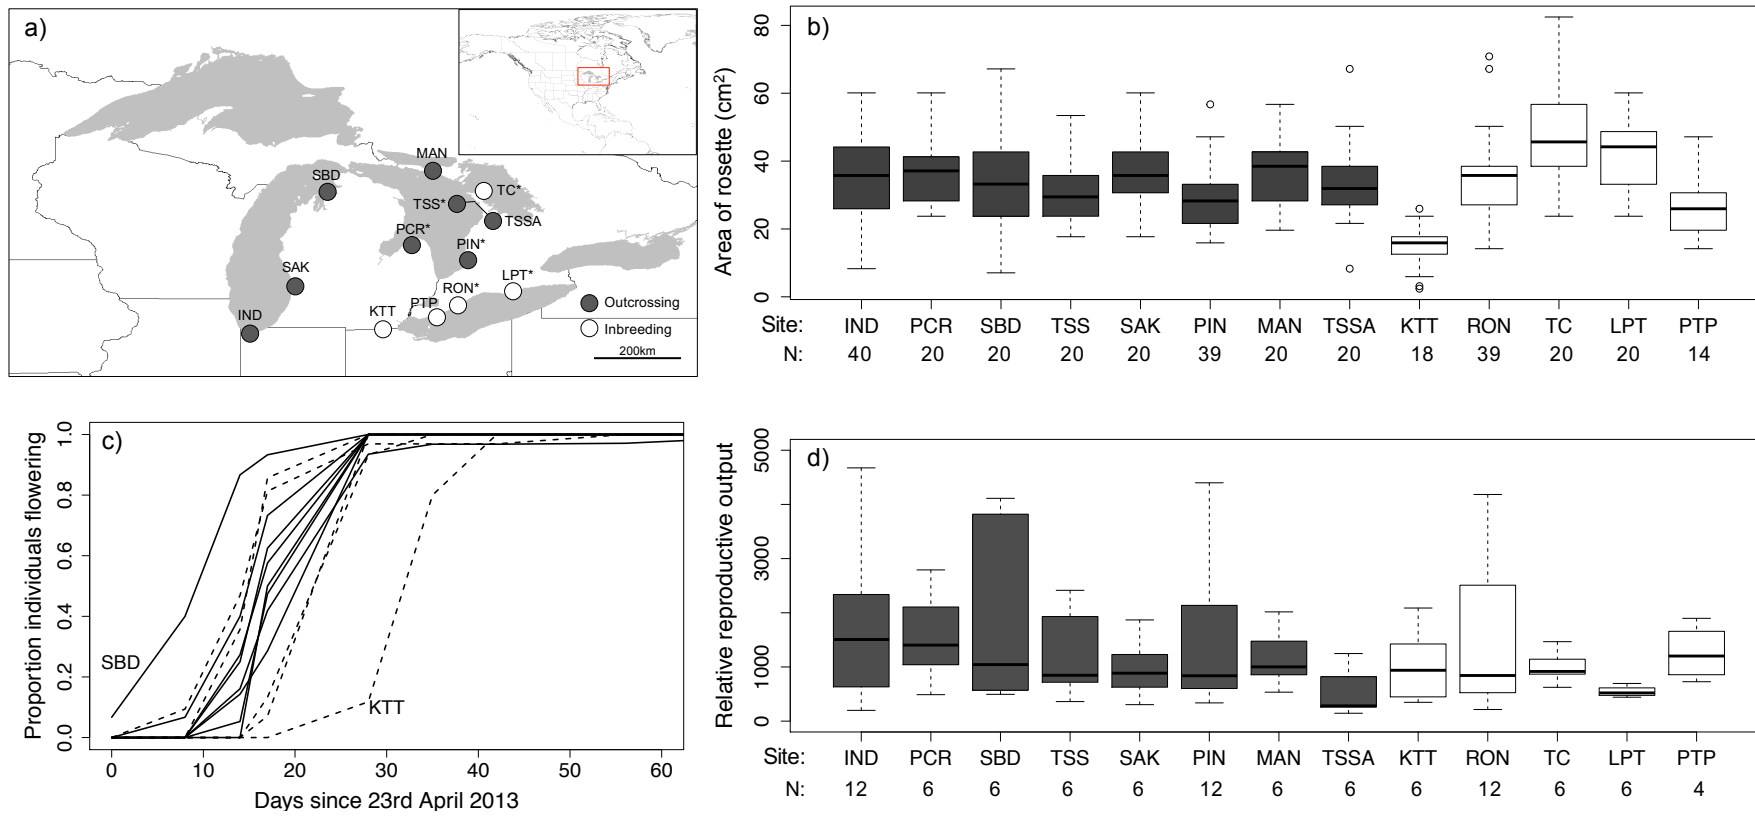 a)
MAN
SBD
TC*
TSS*
TSSA
PCR*
PIN*
SAK
LPT*
RON*
PTP
KTT
IND
Outcrossing
Inbreeding
200km
b)
Area of rosette (cm²)
0 20 40 60 80
Site: IND PCR SBD TSS SAK PIN MAN TSSA KTT RON TC LPT PTP
N: 40 20 20 20 20 39 20 20 18 39 20 20 14
c)
Proportion individuals flowering
0.0 0.2 0.4 0.6 0.8 1.0
SBD
KTT
0 10 20 30 40 50 60
Days since 23rd April 2013
d)
Relative reproductive output
0 1000 3000 5000
Site: IND PCR SBD TSS SAK PIN MAN TSSA KTT RON TC LPT PTP
N: 12 6 6 6 6 12 6 6 6 12 6 6 4